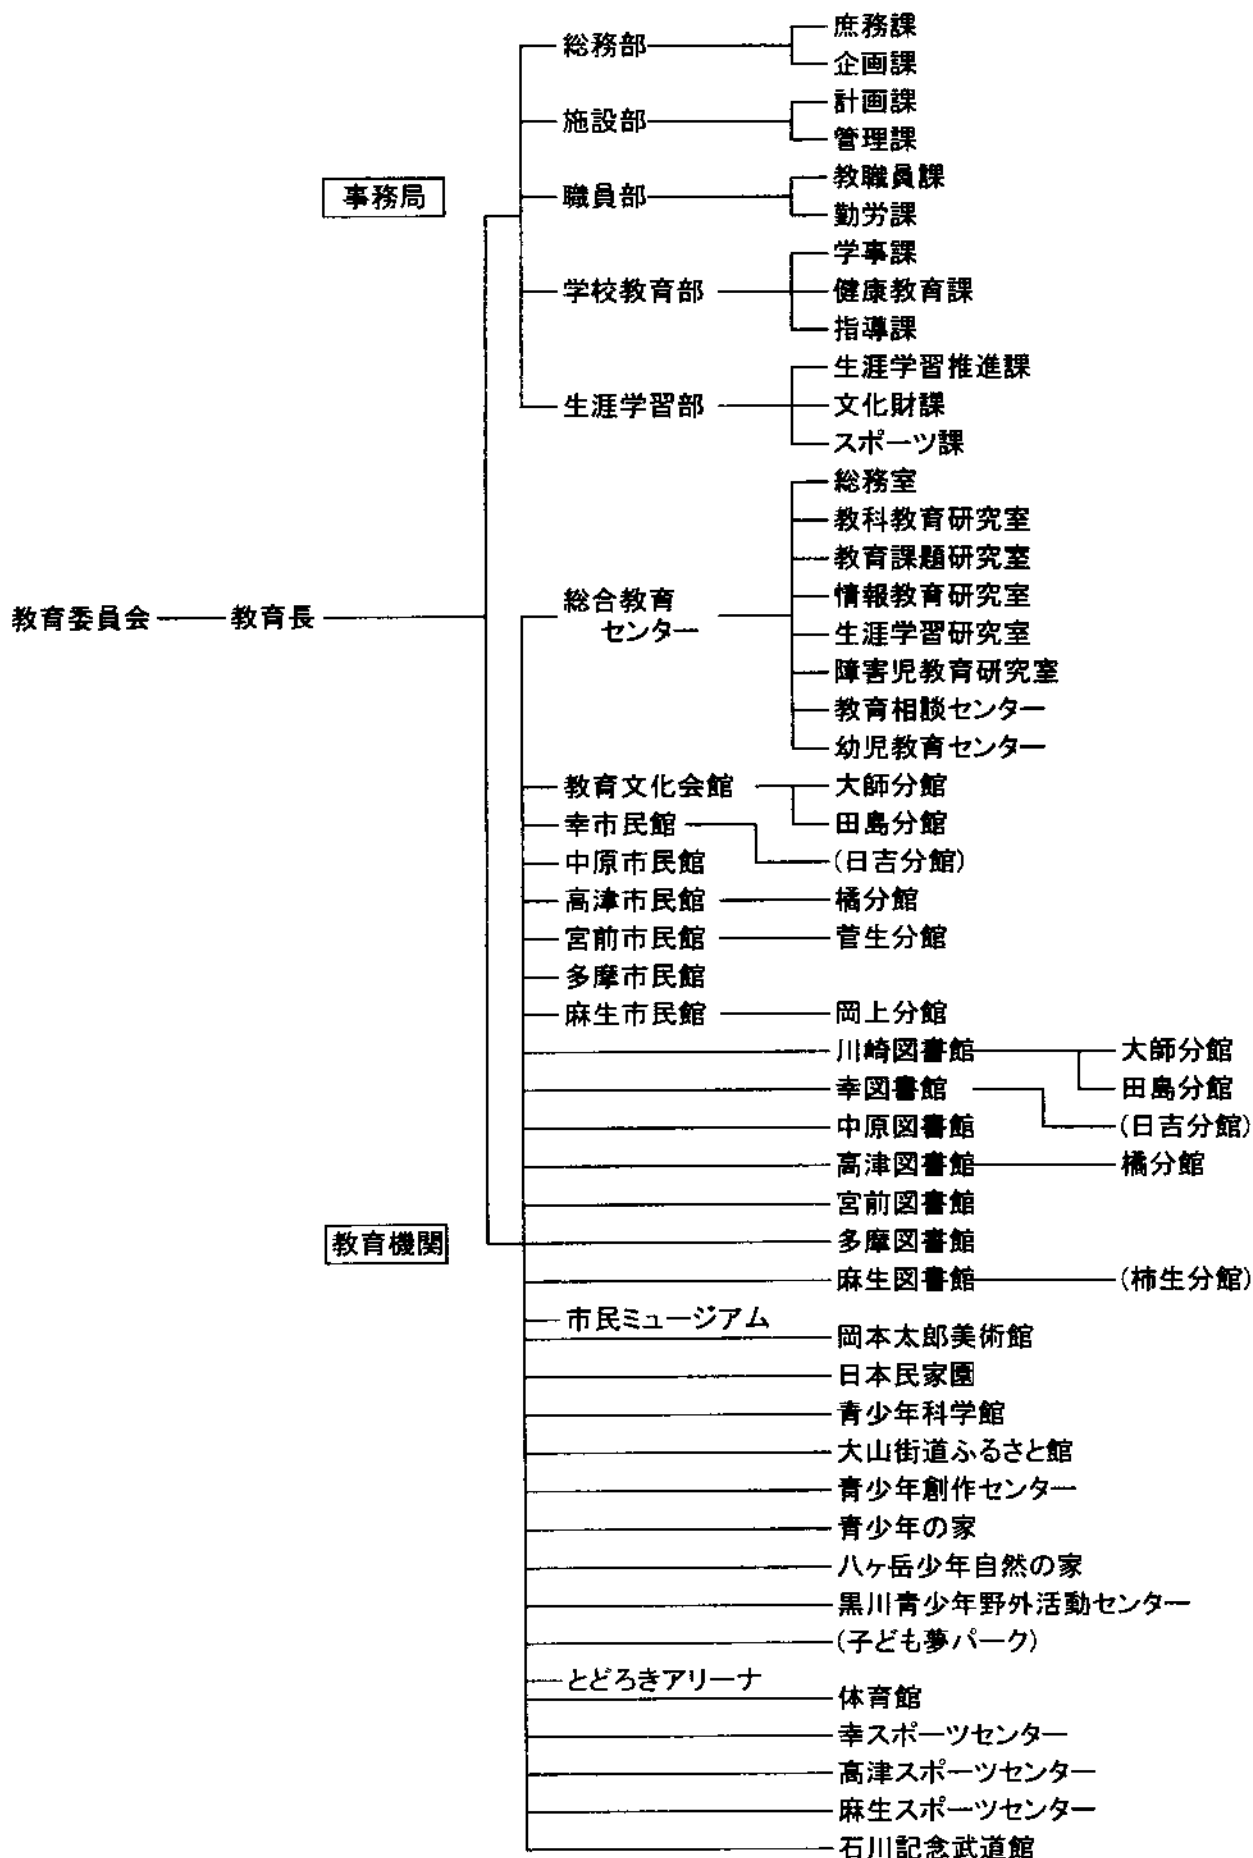 庶務課
総務部
企画課
計画課
施設部
管理課
事務局
教職員課
職員部
勤労課
学事課
学校教育部 健康教育課
指導課
生涯学習推進課
生涯学習部 文化財課
スポーツ課
総務室
教科教育研究室
教育課題研究室
情報教育研究室
教育委員会 教育長
総合教育
センター
生涯学習研究室
障害児教育研究室
教育相談センター
幼児教育センター
教育文化会館 大師分館
田島分館
幸市民館
中原市民館 (日吉分館)
高津市民館 橘分館
宮前市民館 菅生分館
多摩市民館
麻生市民館 岡上分館
川崎図書館 大師分館
幸図書館 田島分館
中原図書館 (日吉分館)
高津図書館 橘分館
宮前図書館
教育機関 多摩図書館
麻生図書館 (柿生分館)
市民ミュージアム
岡本太郎美術館
日本民家園
青少年科学館
大山街道ふるさと館
青少年創作センター
青少年の家
八ヶ岳少年自然の家
黒川青少年野外活動センター
(子ども夢パーク)
とどろきアリーナ
体育館
幸スポーツセンター
高津スポーツセンター
麻生スポーツセンター
石川記念武道館